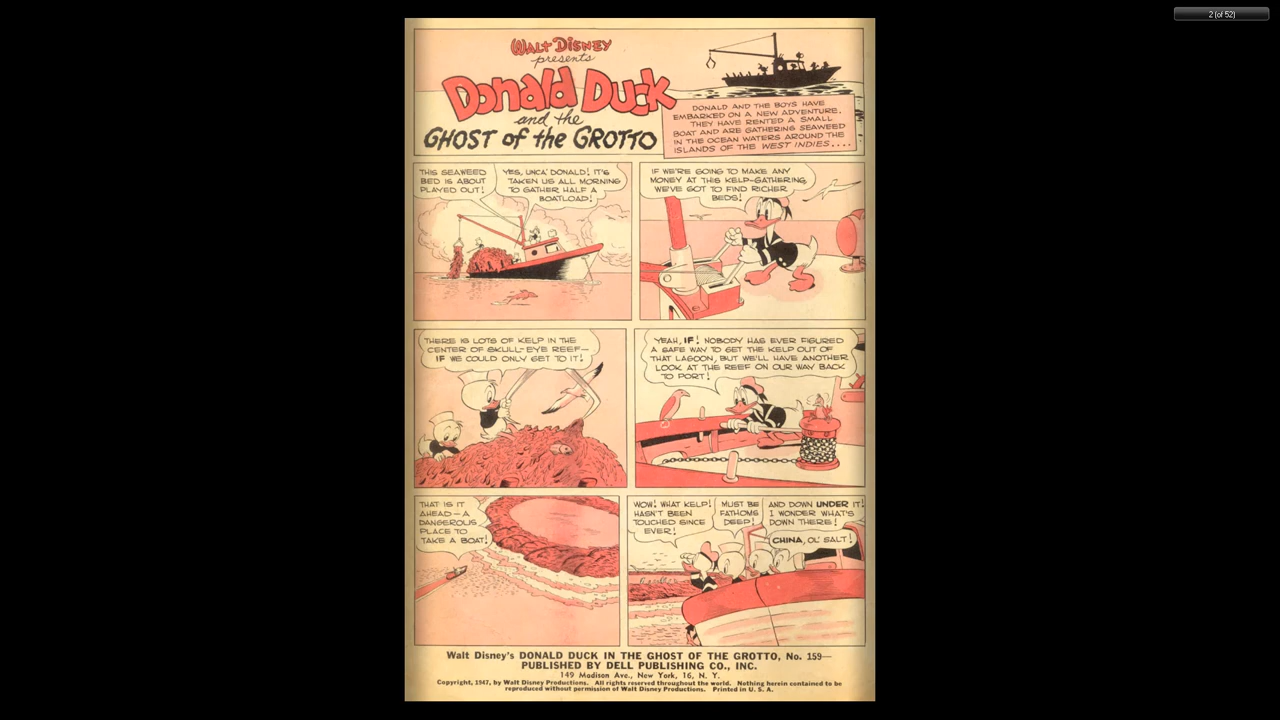 2 (of 52)
WALT DISNEY
presents
Donald Duck
and the
GHOST of the GROTTO
DONALD AND THE BOYS HAVE
EMBARKED ON A NEW ADVENTURE.
THEY HAVE RENTED A SMALL
BOAT AND ARE GATHERING SEAWEED
IN THE OCEAN WATERS AROUND THE
ISLANDS OF THE WEST INDIES....
THIS SEAWEED
BED IS ABOUT
PLAYED OUT!
YES, UNCA' DONALD! IT'S
TAKEN US ALL MORNING
TO GATHER HALF A
BOATLOAD!
IF WE'RE GOING TO MAKE ANY
MONEY AT THIS KELP-GATHERING,
WE'VE GOT TO FIND RICHER
BEDS!
THERE IS LOTS OF KELP IN THE
CENTER OF SKULL-EYE REEF—
IF WE COULD ONLY GET TO IT!
YEAH, IF! NOBODY HAS EVER FIGURED
A SAFE WAY TO GET THE KELP OUT OF
THAT LAGOON, BUT WE'LL HAVE ANOTHER
LOOK AT THE REEF ON OUR WAY BACK
TO PORT!
THAT IS IT
AHEAD—A
DANGEROUS
PLACE TO
TAKE A BOAT!
WOW! WHAT KELP!
HASN'T BEEN
TOUCHED SINCE
EVER!
MUST BE
FATHOMS
DEEP!
AND DOWN UNDER IT!
I WONDER WHAT'S
DOWN THERE!
CHINA, OL' SALT!
Walt Disney's DONALD DUCK IN THE GHOST OF THE GROTTO, No. 159—
PUBLISHED BY DELL PUBLISHING CO., INC.
149 Madison Ave., New York, 16, N. Y.
Copyright, 1947, by Walt Disney Productions. All rights reserved throughout the world. Nothing herein contained to be
reproduced without permission of Walt Disney Productions. Printed in U. S. A.